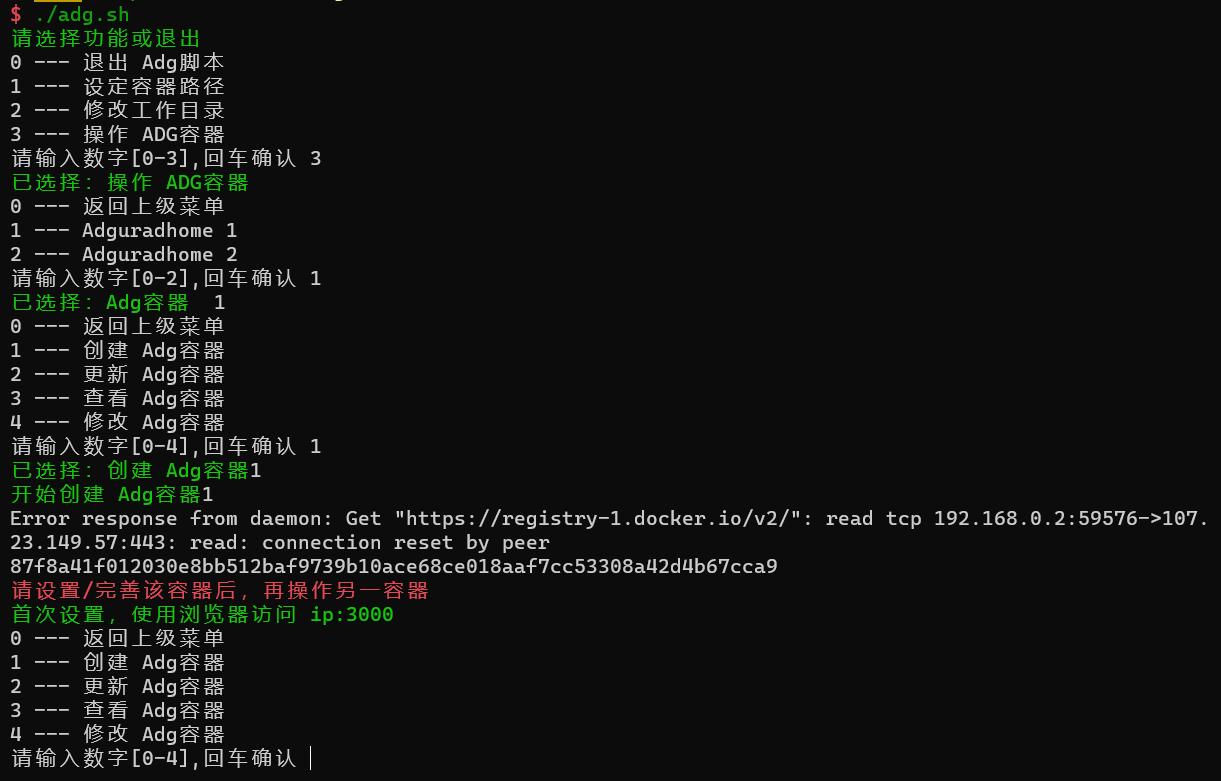 $ ./adg.sh
请选择功能或退出
0 --- 退出 Adg脚本
1 --- 设定容器路径
2 --- 修改工作目录
3 --- 操作 ADG容器
请输入数字[0-3],回车确认 3
已选择: 操作 ADG容器
0 --- 返回上级菜单
1 --- Adguradhome 1
2 --- Adguradhome 2
请输入数字[0-2],回车确认 1
已选择: Adg容器  1
0 --- 返回上级菜单
1 --- 创建 Adg容器
2 --- 更新 Adg容器
3 --- 查看 Adg容器
4 --- 修改 Adg容器
请输入数字[0-4],回车确认 1
已选择: 创建 Adg容器1
开始创建 Adg容器1
Error response from daemon: Get "https://registry-1.docker.io/v2/": read tcp 192.168.0.2:59576->107.
23.149.57:443: read: connection reset by peer
87f8a41f012030e8bb512baf9739b10ace68ce018aaf7cc53308a42d4b67cca9
请设置/完善该容器后, 再操作另一容器
首次设置, 使用浏览器访问 ip:3000
0 --- 返回上级菜单
1 --- 创建 Adg容器
2 --- 更新 Adg容器
3 --- 查看 Adg容器
4 --- 修改 Adg容器
请输入数字[0-4],回车确认